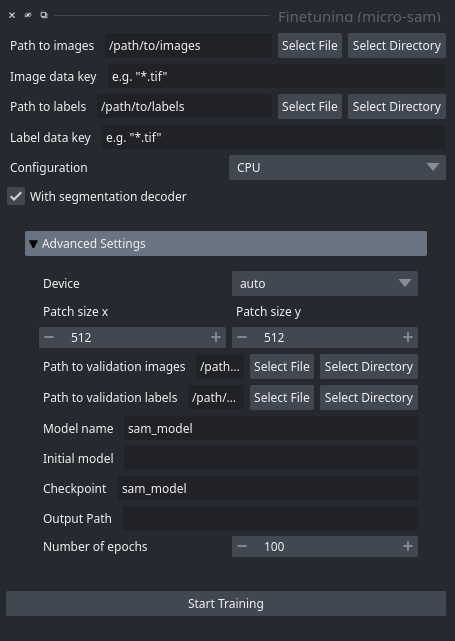 Finetuning (micro-sam)
Path to images /path/to/images Select File Select Directory
Image data key e.g. "*.tif"
Path to labels /path/to/labels Select File Select Directory
Label data key e.g. "*.tif"
Configuration CPU
With segmentation decoder
Advanced Settings
Device auto
Patch size x Patch size y
512 512
Path to validation images /path... Select File Select Directory
Path to validation labels /path/... Select File Select Directory
Model name sam_model
Initial model
Checkpoint sam_model
Output Path
Number of epochs 100
Start Training